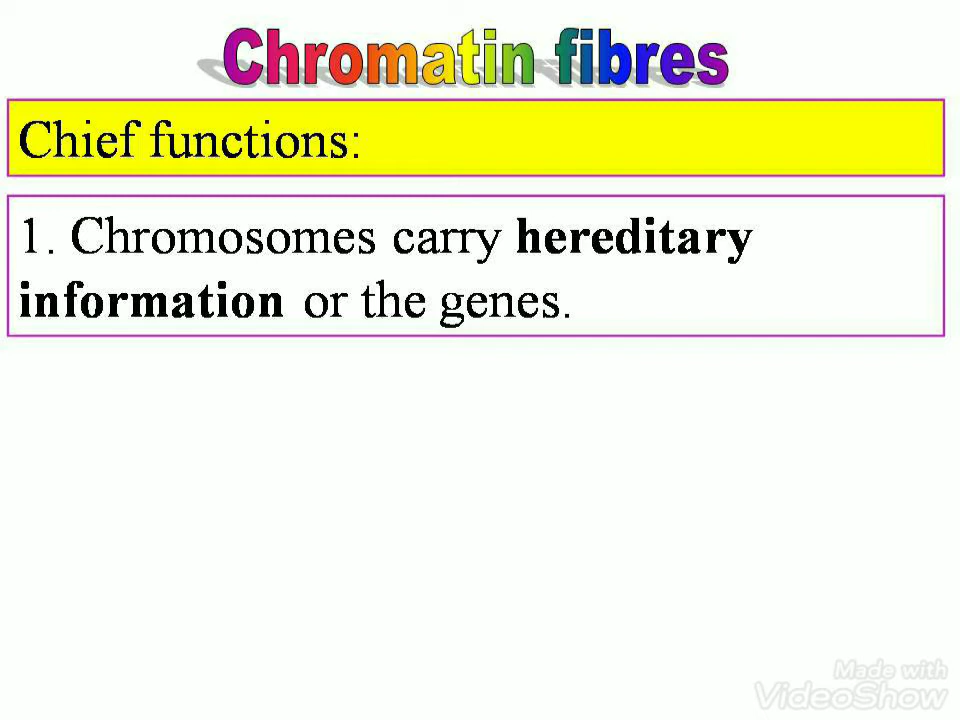 Chromatin fibres
Chief functions:
1. Chromosomes carry hereditary
information or the genes.
Made with
VideoShow